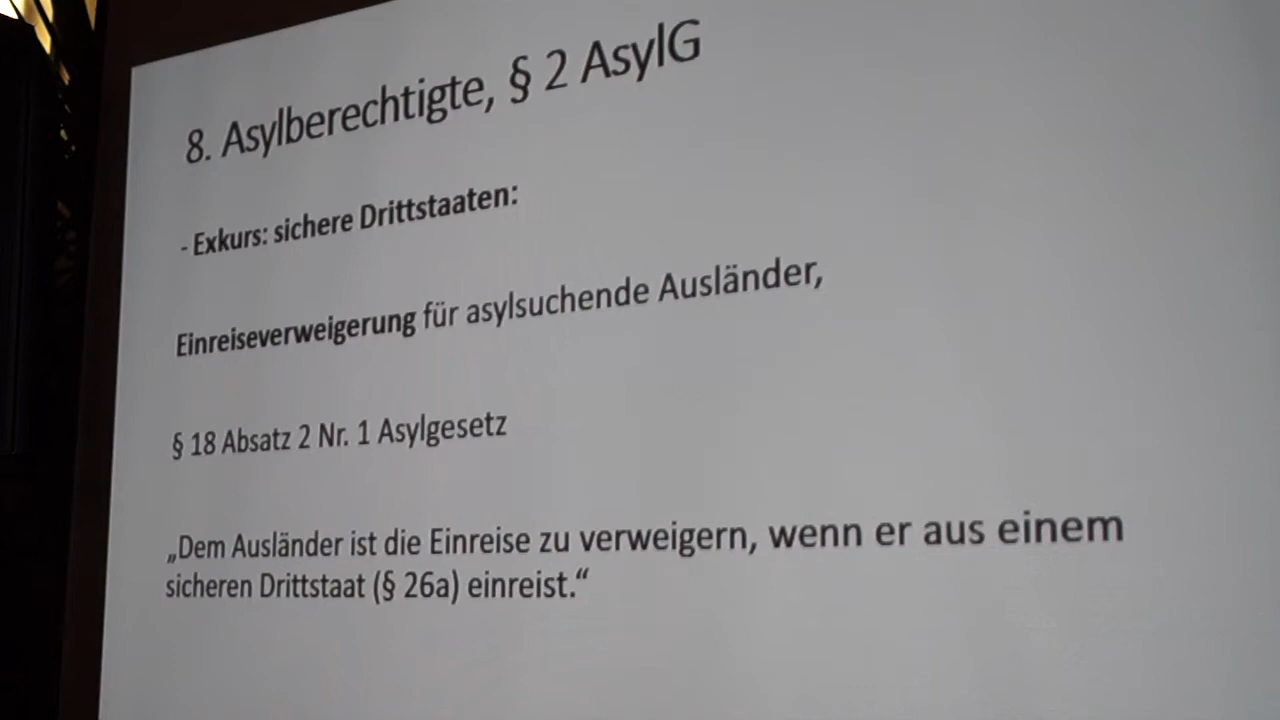 8. Asylberechtigte, § 2 AsylG
- Exkurs: sichere Drittstaaten:
Einreiseverweigerung für asylsuchende Ausländer,
§ 18 Absatz 2 Nr. 1 Asylgesetz
„Dem Ausländer ist die Einreise zu verweigern, wenn er aus einem
sicheren Drittstaat (§ 26a) einreist.“